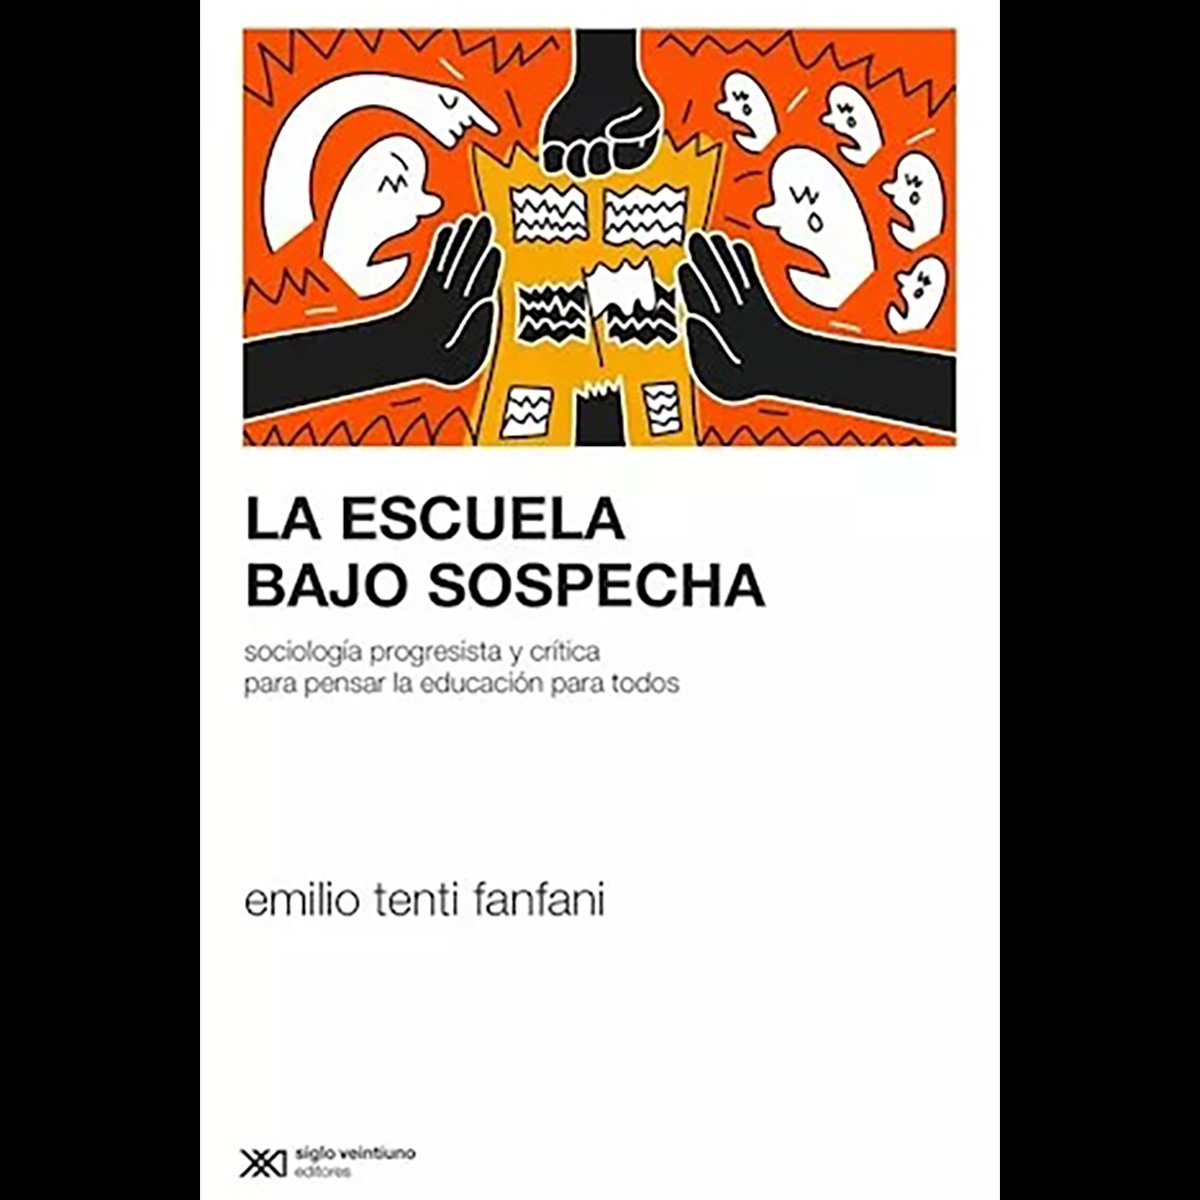 LA ESCUELA
BAJO SOSPECHA
sociología progresista y crítica
para pensar la educación para todos
emilio tenti fanfani
siglo veintiuno
editores